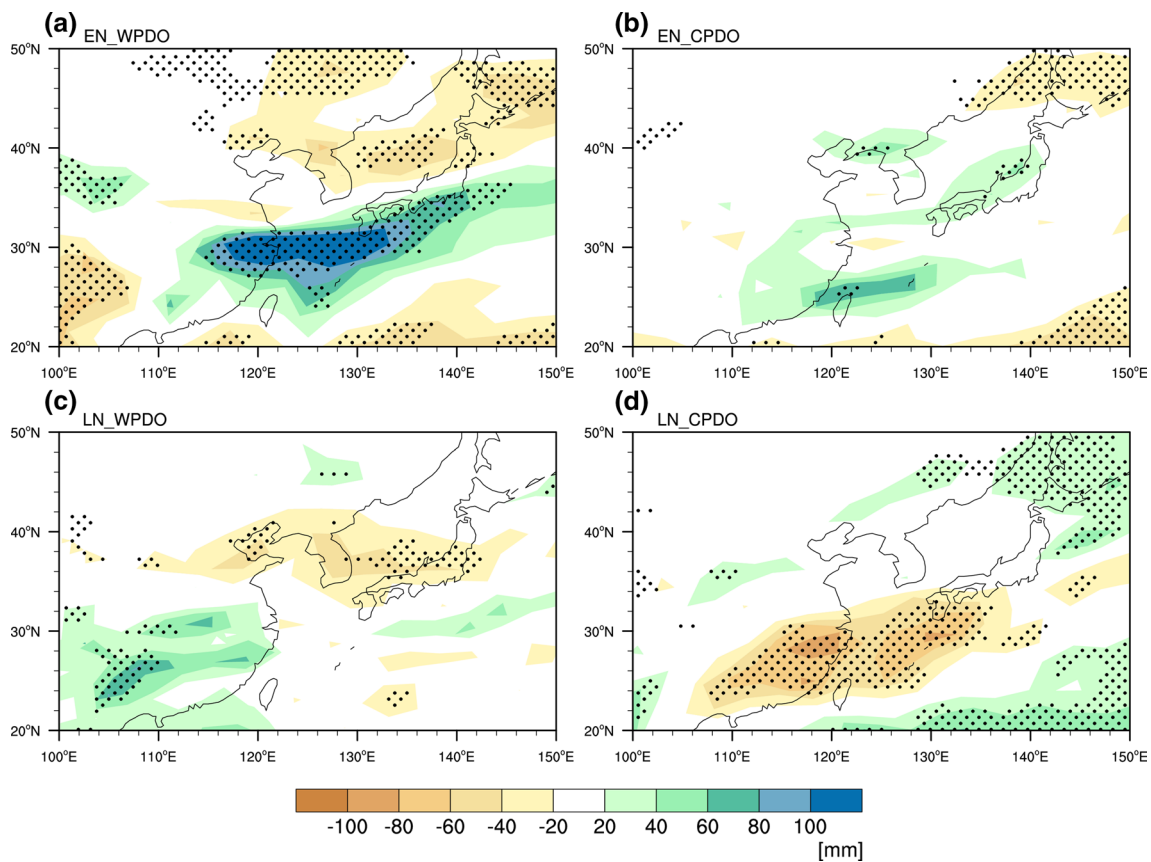 (a) EN_WPDO
50°N
40°N
30°N
20°N
100°E 110°E 120°E 130°E 140°E 150°E
(b) EN_CPDO
50°N
40°N
30°N
20°N
100°E 110°E 120°E 130°E 140°E 150°E
(c) LN_WPDO
50°N
40°N
30°N
20°N
100°E 110°E 120°E 130°E 140°E 150°E
(d) LN_CPDO
50°N
40°N
30°N
20°N
100°E 110°E 120°E 130°E 140°E 150°E
-100 -80 -60 -40 -20 20 40 60 80 100
[mm]